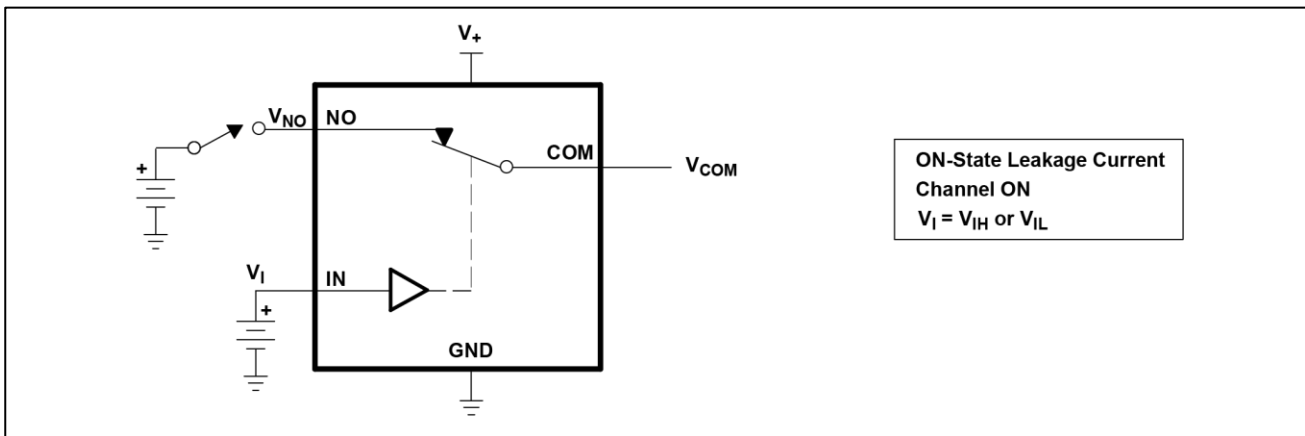 V+
VNO NO
COM VCOM
+
ON-State Leakage Current
Channel ON
VI = VIH or VIL
VI IN
+
GND